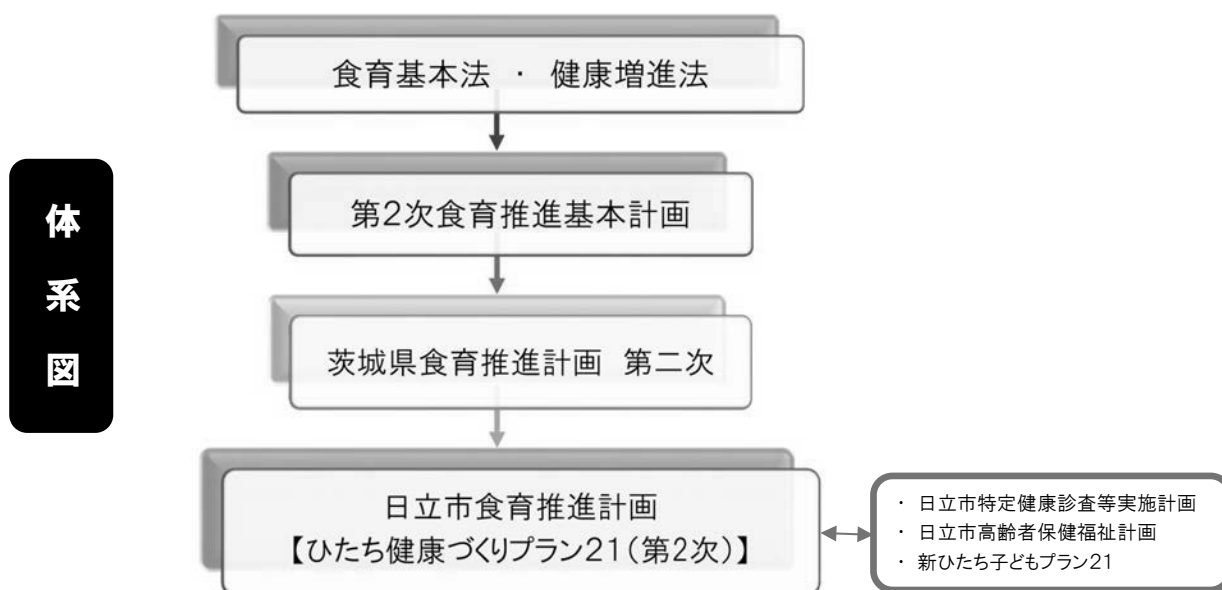 体系図
食育基本法 ・ 健康増進法
第2次食育推進基本計画
茨城県食育推進計画 第二次
日立市食育推進計画
【ひたち健康づくりプラン21(第2次)】
・ 日立市特定健康診査等実施計画
・ 日立市高齢者保健福祉計画
・ 新ひたち子どもプラン21